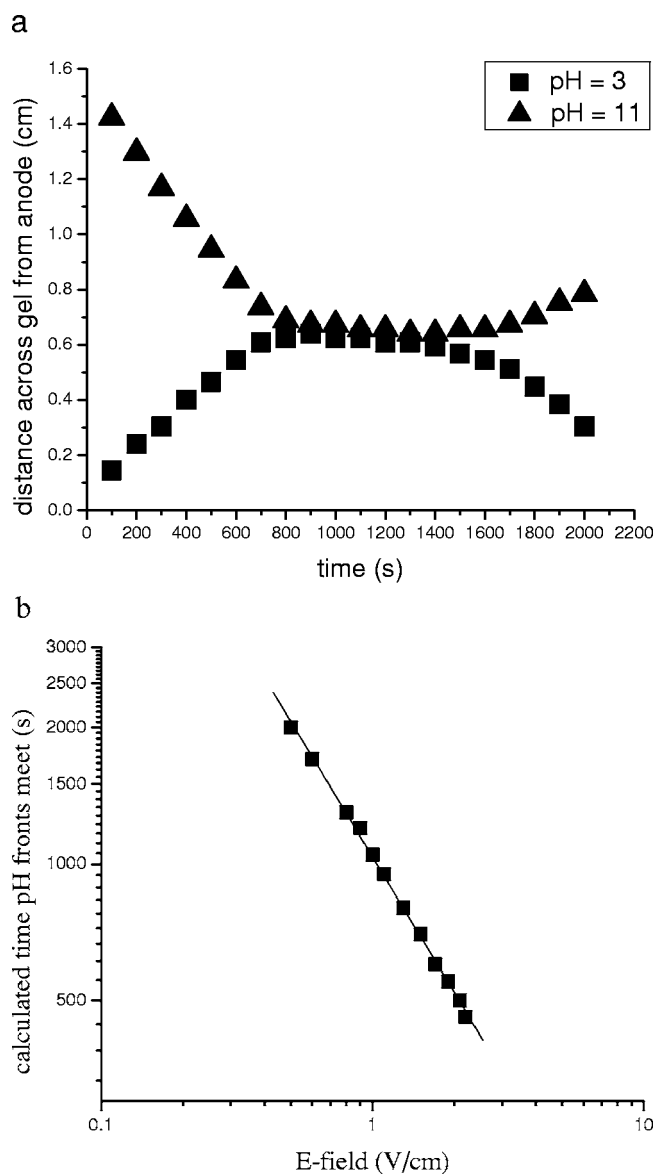 a
1.6
pH = 3
pH = 11
1.4
1.2
1.0
0.8
0.6
0.4
0.2
0.0
distance across gel from anode (cm)
0 200 400 600 800 1000 1200 1400 1600 1800 2000 2200
time (s)
b
3000
2500
2000
1500
1000
500
calculated time pH fronts meet (s)
0.1 1 10
E-field (V/cm)